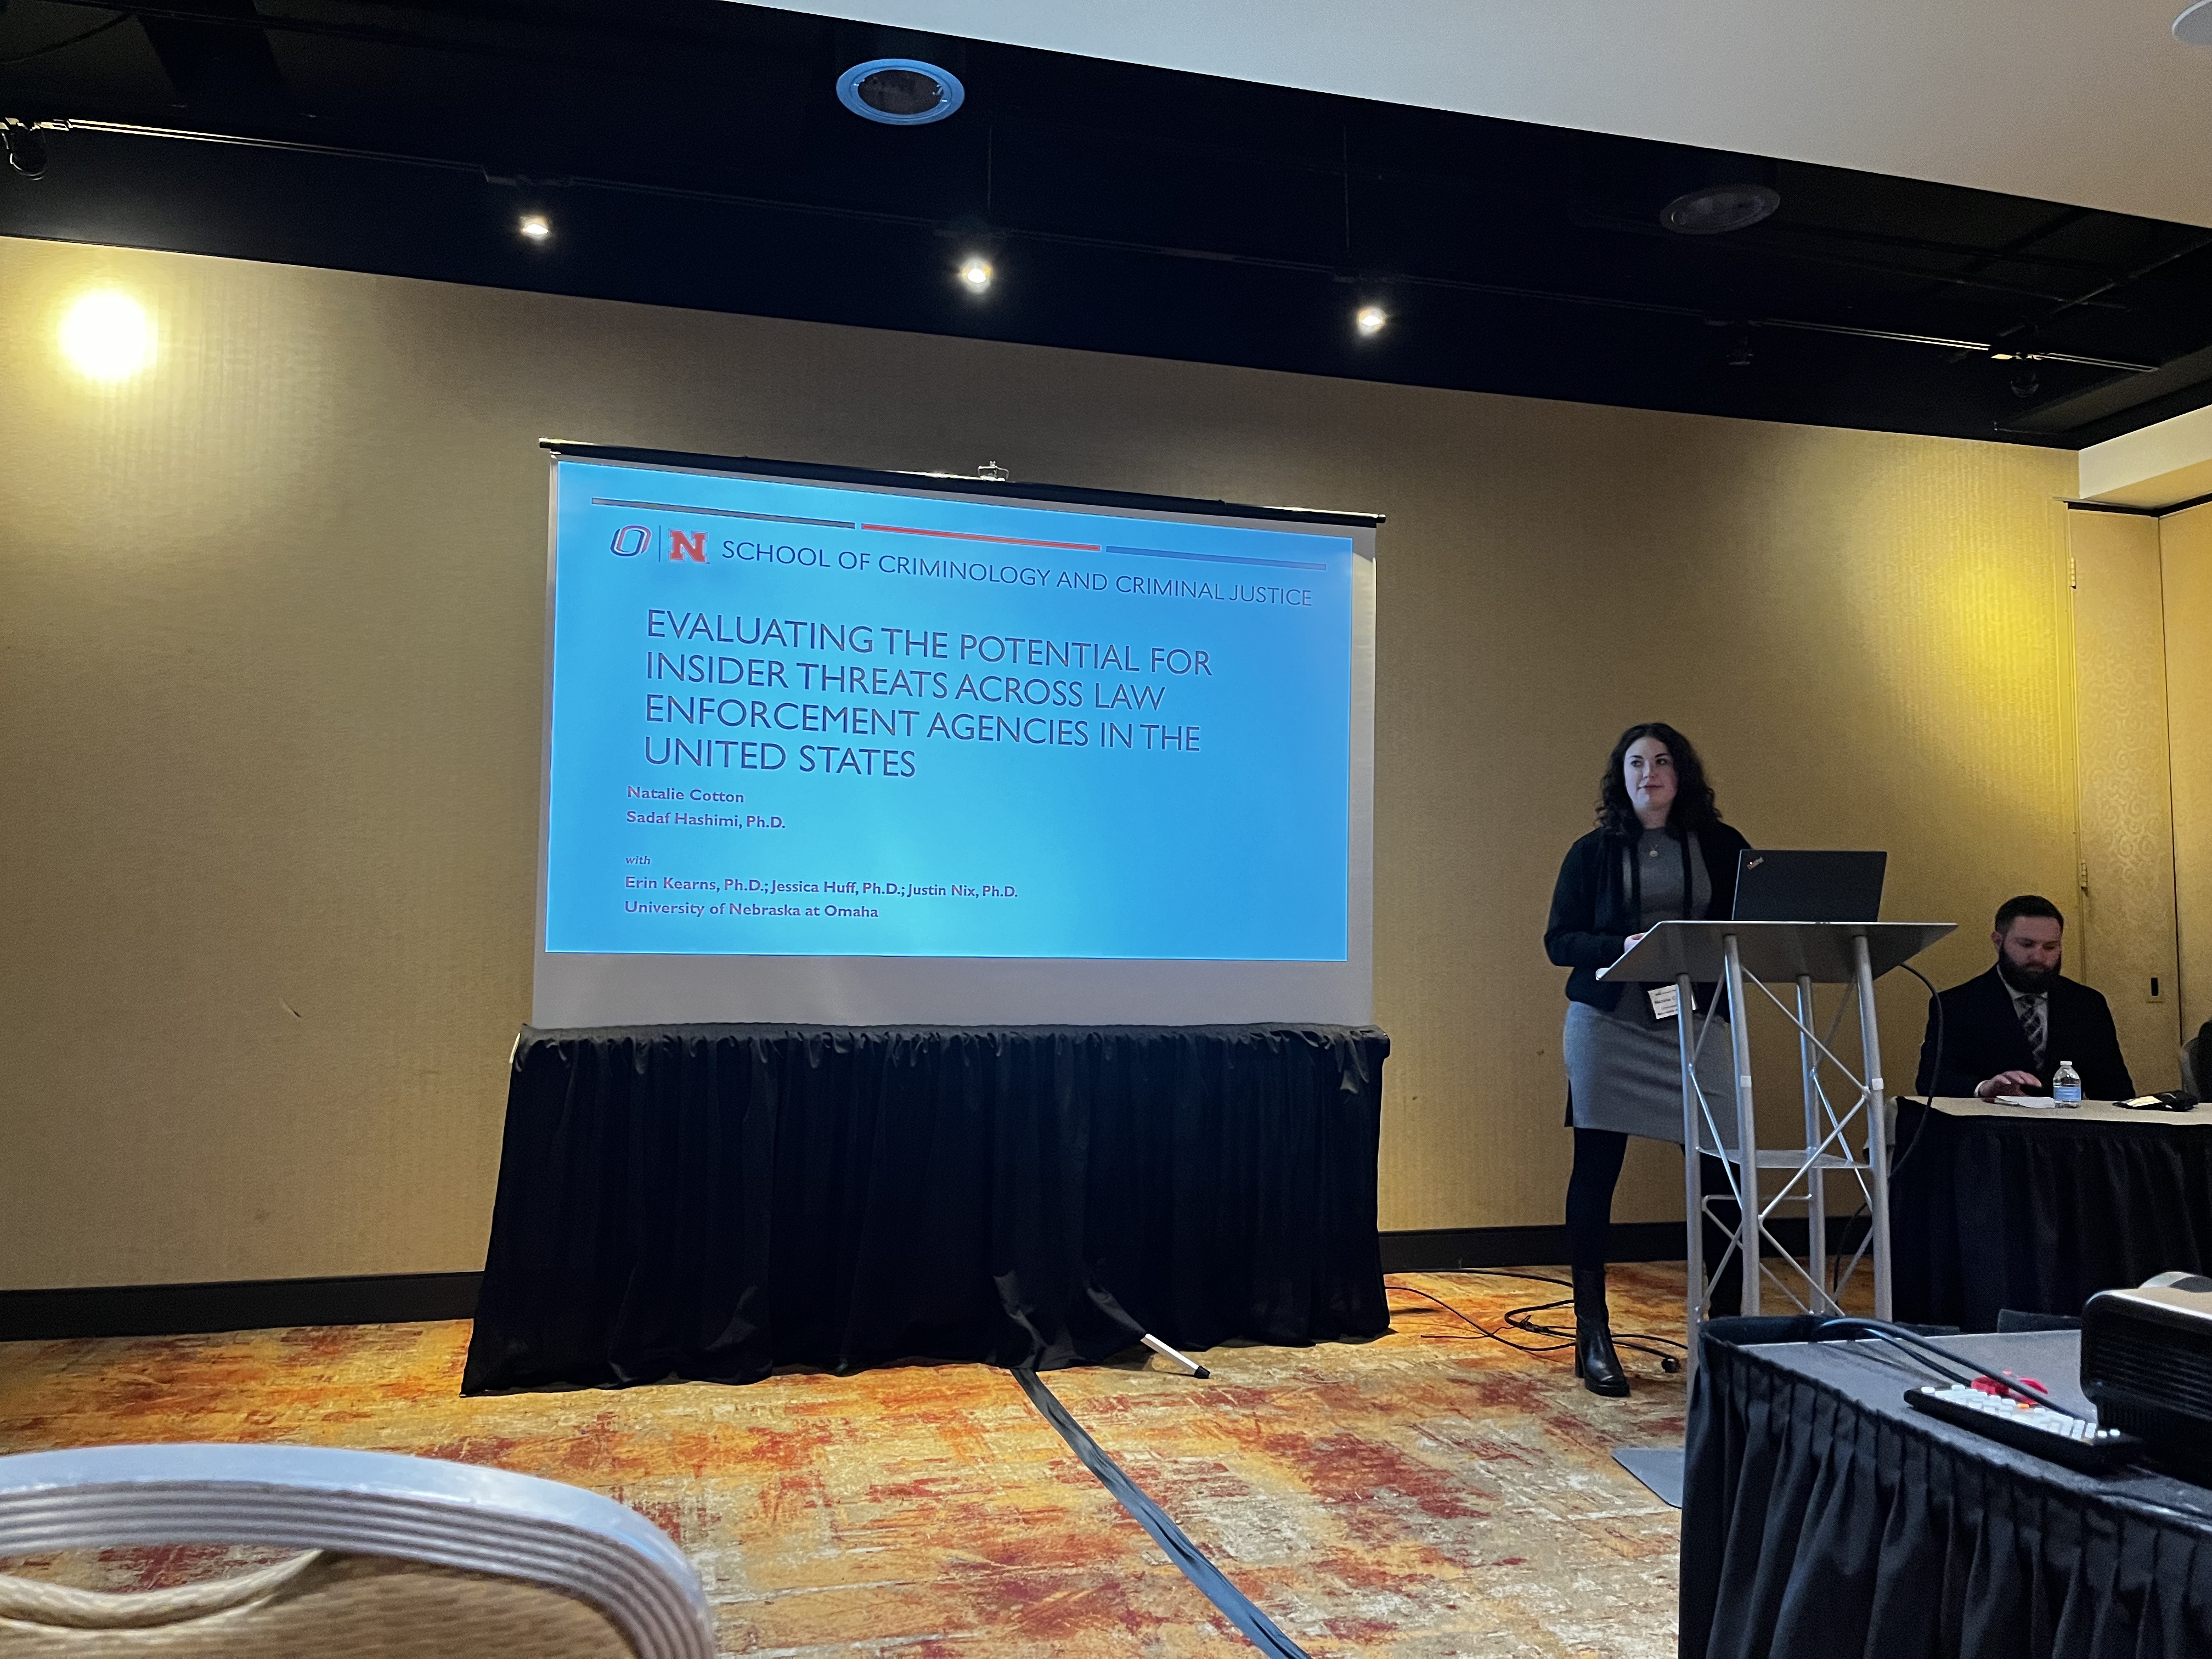 O | N SCHOOL OF CRIMINOLOGY AND CRIMINAL JUSTICE
EVALUATING THE POTENTIAL FOR
INSIDER THREATS ACROSS LAW
ENFORCEMENT AGENCIES IN THE
UNITED STATES
Natalie Cotton
Sadaf Hashimi, Ph.D.
with
Erin Kearns, Ph.D.; Jessica Huff, Ph.D.; Justin Nix, Ph.D.
University of Nebraska at Omaha